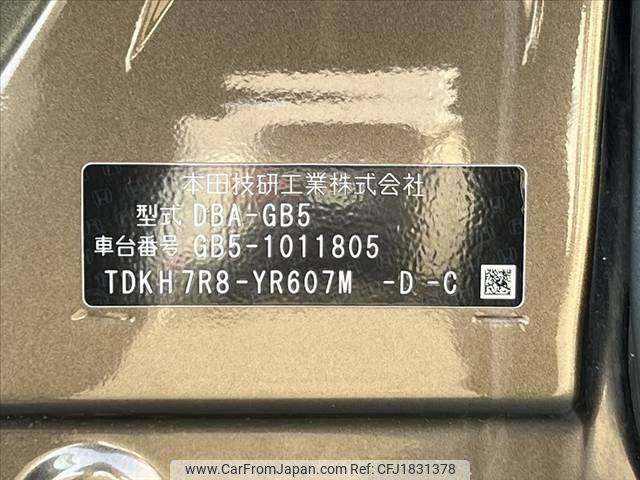 本田技研工業株式会社
型式 DBA-GB5
車台番号 GB5-1011805
TDKH7R8-YR607M -D -C
www.CarFromJapan.com CFJ1831378